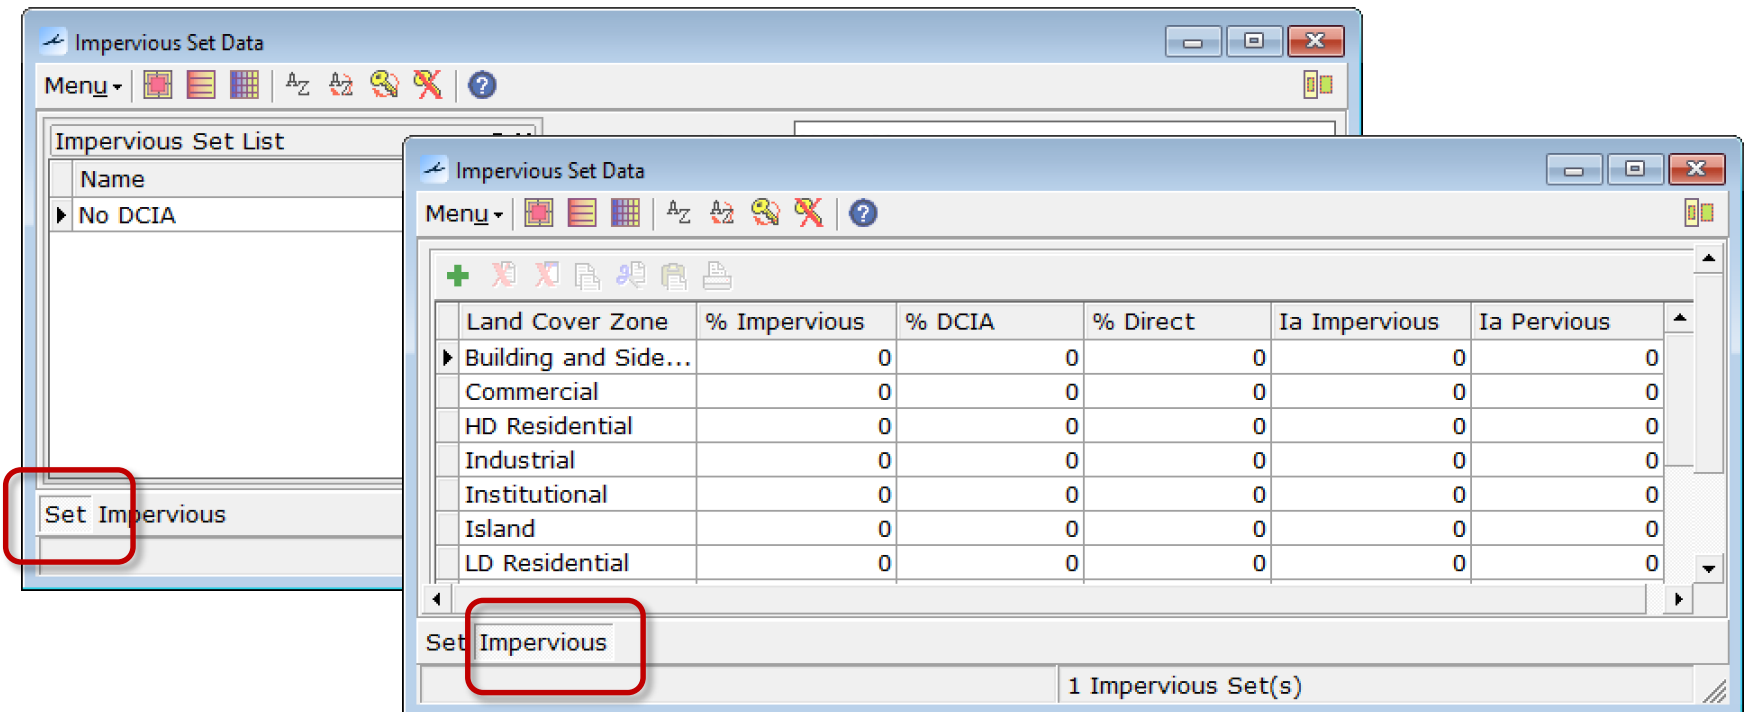 Impervious Set Data
Menu
Impervious Set List
Name
No DCIA
Set Impervious
Impervious Set Data
Menu
Land Cover Zone % Impervious % DCIA % Direct Ia Impervious Ia Pervious
Building and Side... 0 0 0 0 0
Commercial 0 0 0 0 0
HD Residential 0 0 0 0 0
Industrial 0 0 0 0 0
Institutional 0 0 0 0 0
Island 0 0 0 0 0
LD Residential 0 0 0 0 0
Set Impervious
1 Impervious Set(s)